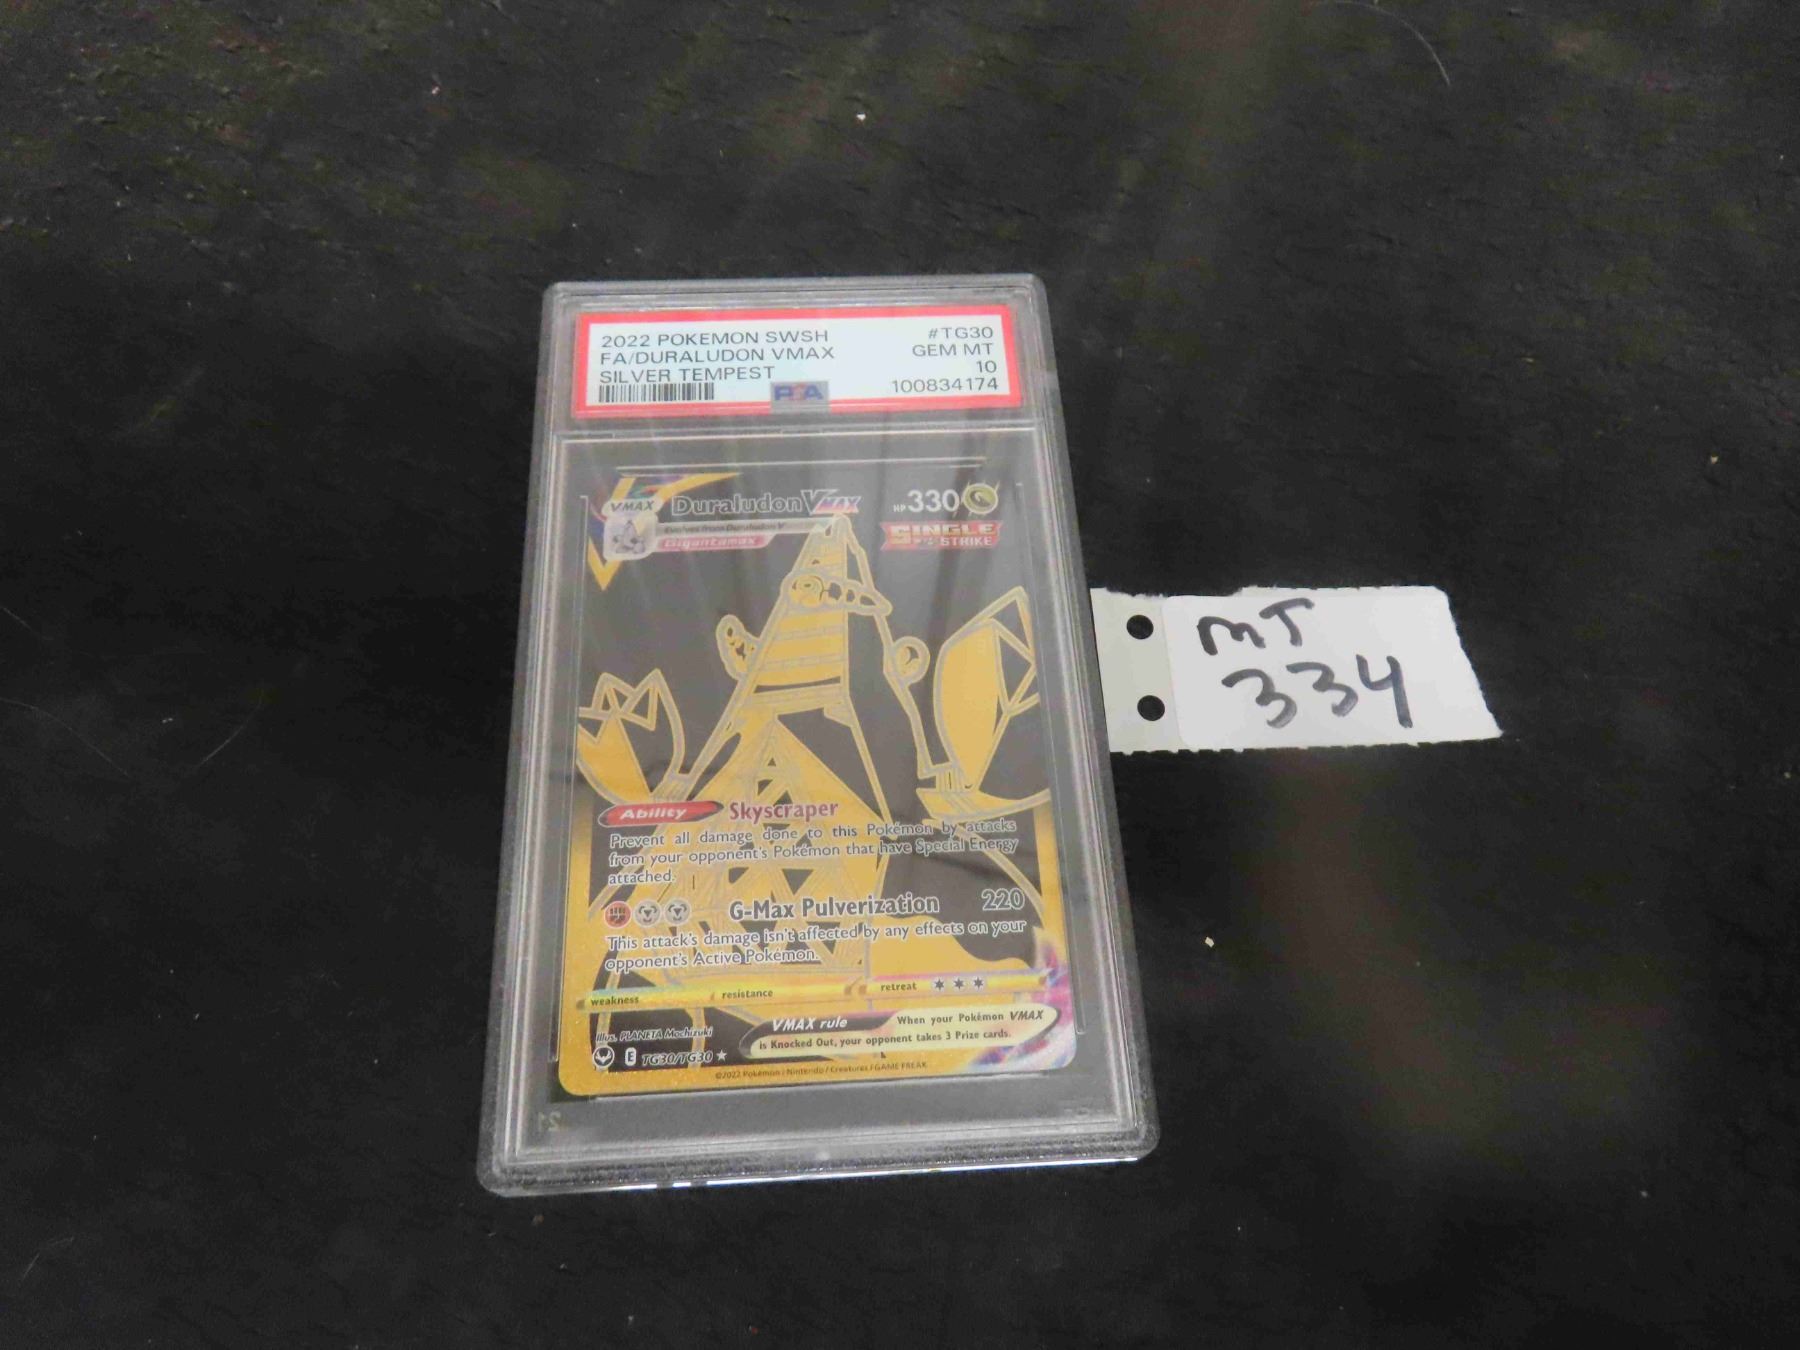 2022 POKEMON SWSH #TG30
FA/DURALUDON VMAX GEM MT
SILVER TEMPEST 10
PSA 100834174
VMAX Duraludon VMAX HP 330
Evolves from Duraludon V
Gigantamax
SINGLE
STRIKE
Ability Skyscraper
Prevent all damage done to this Pokémon by attacks
from your opponent's Pokémon that have Special Energy
attached.
G-Max Pulverization 220
This attack's damage isn't affected by any effects on your
opponent's Active Pokémon.
weakness resistance retreat
Illus. PLANETA Mochizuki
VMAX rule When your Pokémon VMAX
is Knocked Out, your opponent takes 3 Prize cards.
E TG30/TG30
©2022 Pokémon / Nintendo / Creatures / GAME FREAK
MT
334